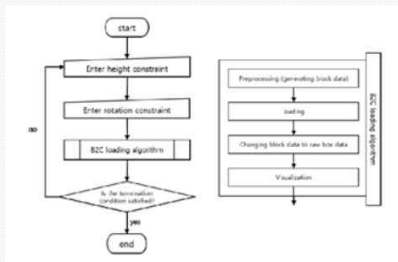 start
Enter height constraint
Enter rotation constraint
B2C loading algorithm
Is the termination
condition satisfied?
no
yes
end
Preprocessing (generating block data)
loading
Changing block data to raw box data
Visualization
B2C loading algorithm